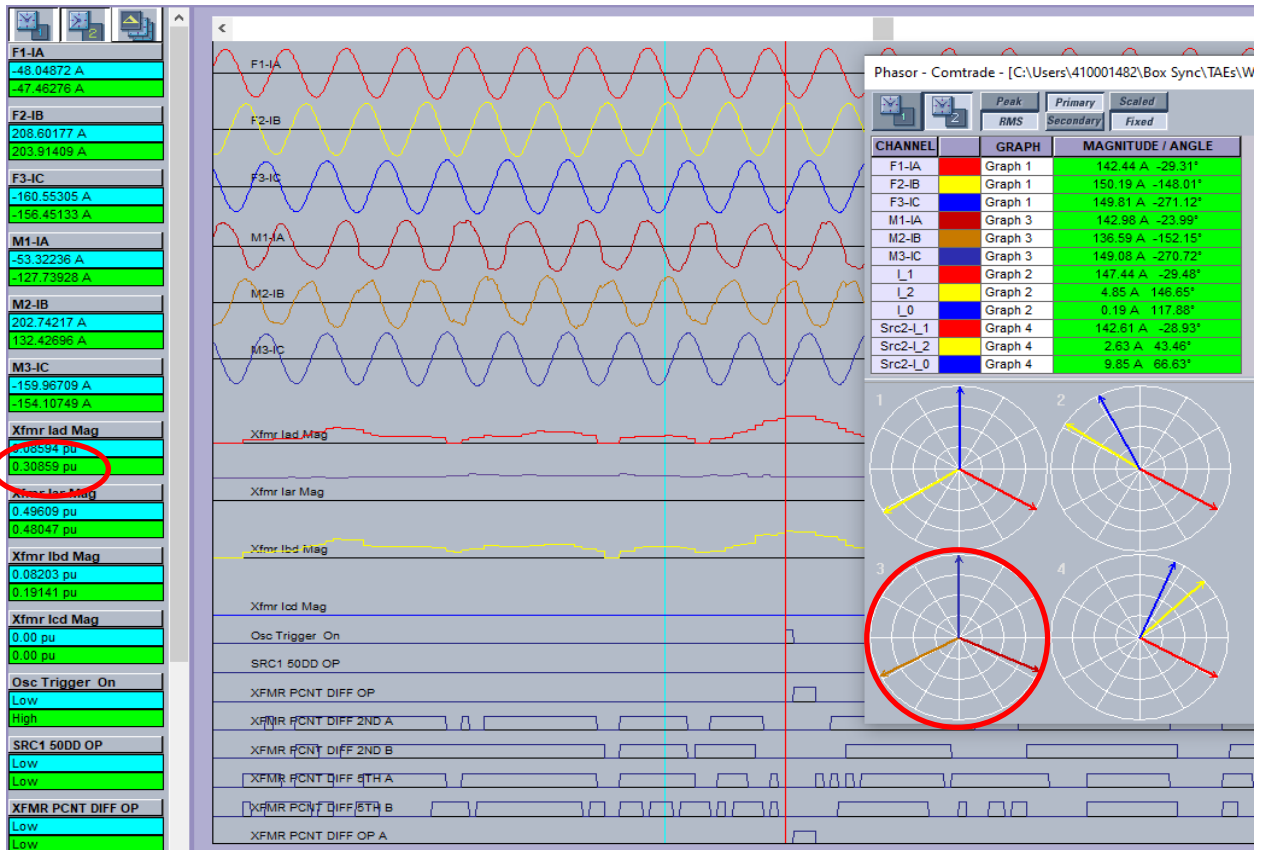 1
2
F1-IA
-48.04872 A
-47.46276 A
F2-IB
208.60177 A
203.91409 A
F3-IC
-160.55305 A
-156.45133 A
M1-IA
-53.32236 A
-127.73928 A
M2-IB
202.74217 A
132.42696 A
M3-IC
-159.96709 A
-154.10749 A
Xfmr Iad Mag
0.08594 pu
0.30859 pu
Xfmr Iar Mag
0.49609 pu
0.48047 pu
Xfmr Ibd Mag
0.08203 pu
0.19141 pu
Xfmr Icd Mag
0.00 pu
0.00 pu
Osc Trigger On
Low
High
SRC1 50DD OP
Low
Low
XFMR PCNT DIFF OP
Low
Low
F1-IA
F2-IB
F3-IC
M1-IA
M2-IB
M3-IC
Xfmr Iad Mag
Xfmr Iar Mag
Xfmr Ibd Mag
Xfmr Icd Mag
Osc Trigger On
SRC1 50DD OP
XFMR PCNT DIFF OP
XFMR PCNT DIFF 2ND A
XFMR PCNT DIFF 2ND B
XFMR PCNT DIFF 5TH A
XFMR PCNT DIFF 5TH B
XFMR PCNT DIFF OP A
Phasor - Comtrade - [C:\Users\410001482\Box Sync\TAEs\W
1 2 Peak Primary Scaled
RMS Secondary Fixed
CHANNEL GRAPH MAGNITUDE / ANGLE
F1-IA Graph 1 142.44 A -29.31°
F2-IB Graph 1 150.19 A -148.01°
F3-IC Graph 1 149.81 A -271.12°
M1-IA Graph 3 142.98 A -23.99°
M2-IB Graph 3 136.59 A -152.15°
M3-IC Graph 3 149.08 A -270.72°
I_1 Graph 2 147.44 A -29.48°
I_2 Graph 2 4.85 A 146.65°
I_0 Graph 2 0.19 A 117.88°
Src2-I_1 Graph 4 142.61 A -28.93°
Src2-I_2 Graph 4 2.63 A 43.46°
Src2-I_0 Graph 4 9.85 A 66.63°
1 2
3 4